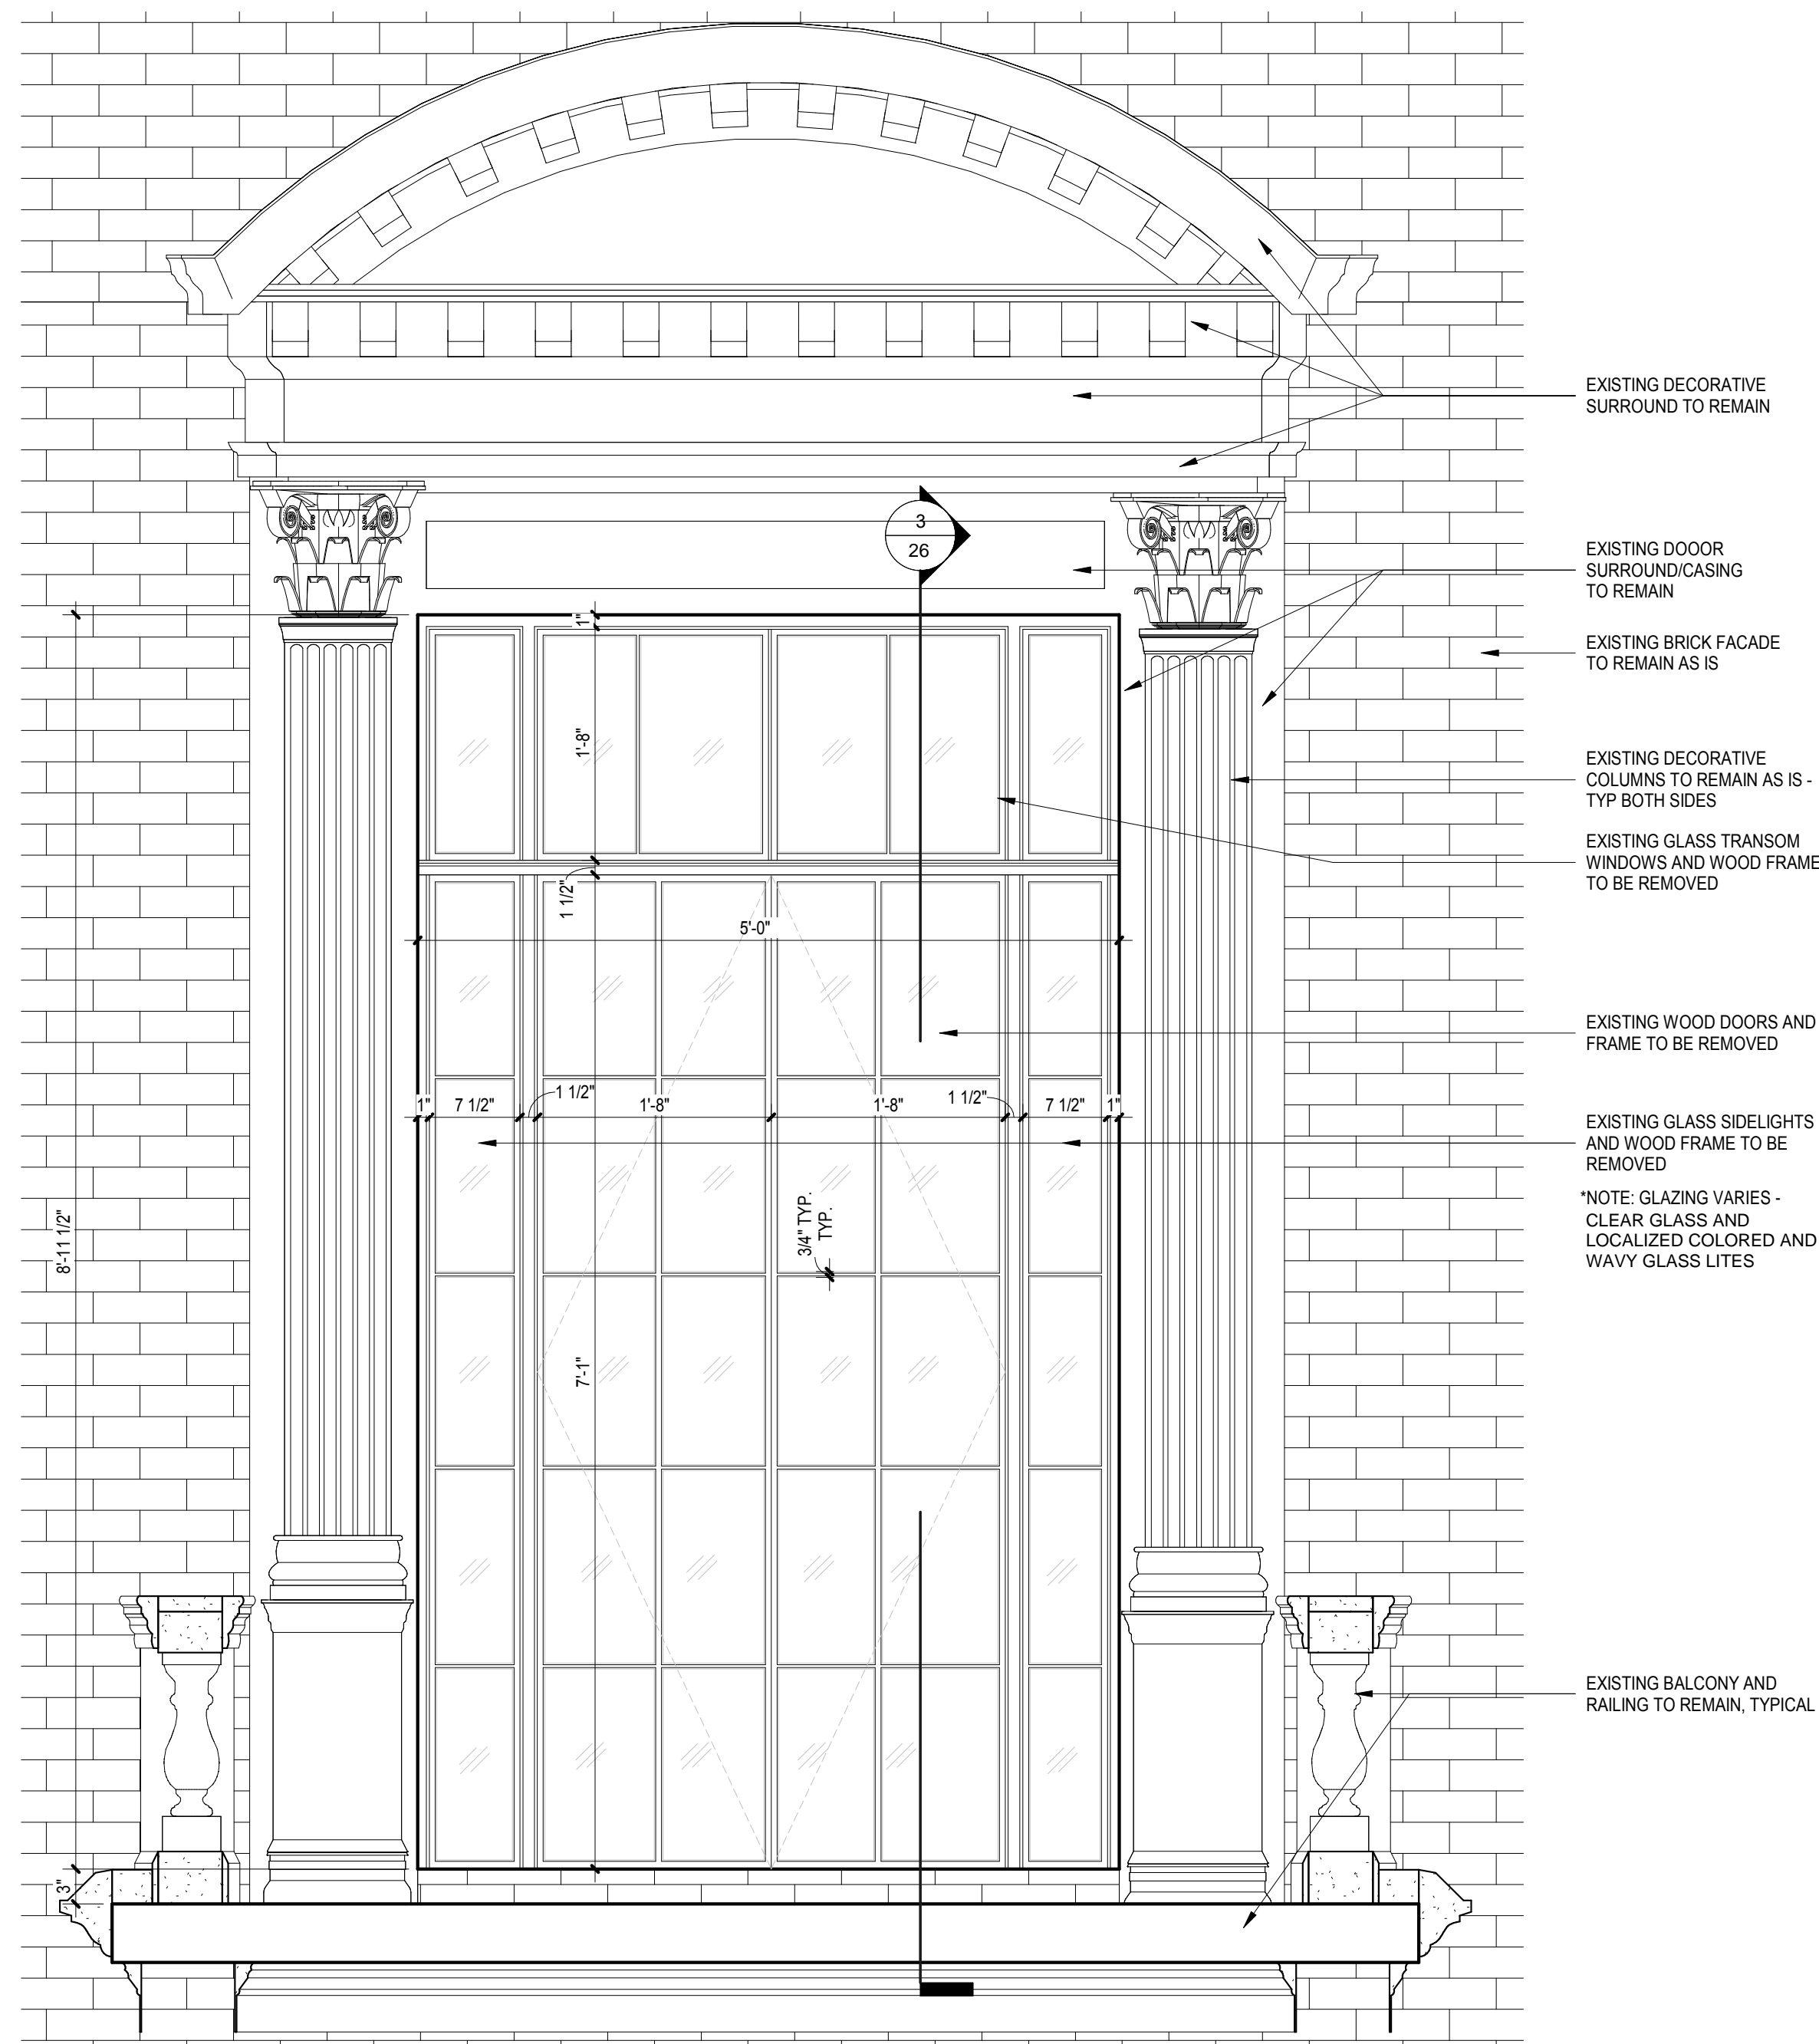 EXISTING DECORATIVE
SURROUND TO REMAIN
3
26
EXISTING DOOOR
SURROUND/CASING
TO REMAIN
1"
EXISTING BRICK FACADE
TO REMAIN AS IS
1'-8"
EXISTING DECORATIVE
COLUMNS TO REMAIN AS IS -
TYP BOTH SIDES
EXISTING GLASS TRANSOM
WINDOWS AND WOOD FRAME
TO BE REMOVED
1 1/2"
5'-0"
EXISTING WOOD DOORS AND
FRAME TO BE REMOVED
1" 7 1/2" 1 1/2" 1'-8" 1'-8" 1 1/2" 7 1/2" 1"
EXISTING GLASS SIDELIGHTS
AND WOOD FRAME TO BE
REMOVED
*NOTE: GLAZING VARIES -
CLEAR GLASS AND
LOCALIZED COLORED AND
WAVY GLASS LITES
3/4" TYP.
TYP.
8'-11 1/2"
7'-1"
EXISTING BALCONY AND
RAILING TO REMAIN, TYPICAL
3"